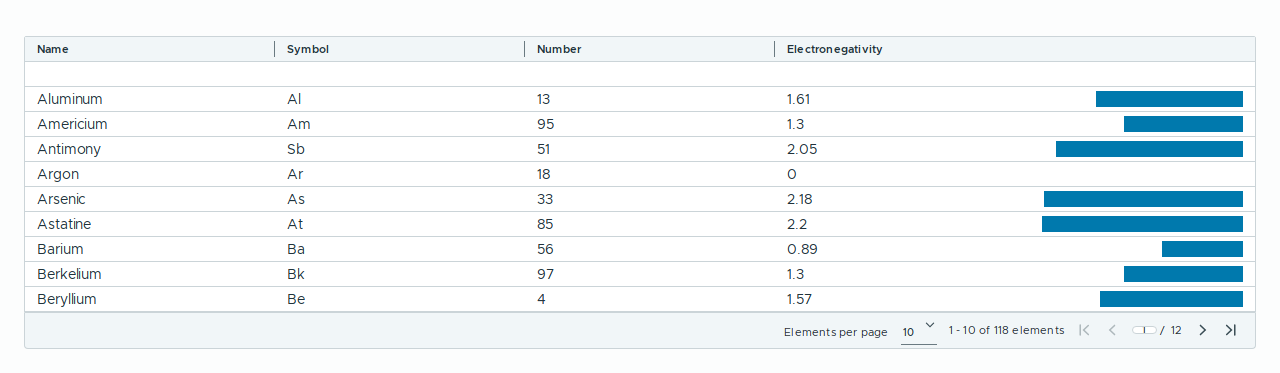 Name Symbol Number Electronegativity
Aluminum Al 13 1.61
Americium Am 95 1.3
Antimony Sb 51 2.05
Argon Ar 18 0
Arsenic As 33 2.18
Astatine At 85 2.2
Barium Ba 56 0.89
Berkelium Bk 97 1.3
Beryllium Be 4 1.57
Elements per page 10 1 - 10 of 118 elements 1 / 12